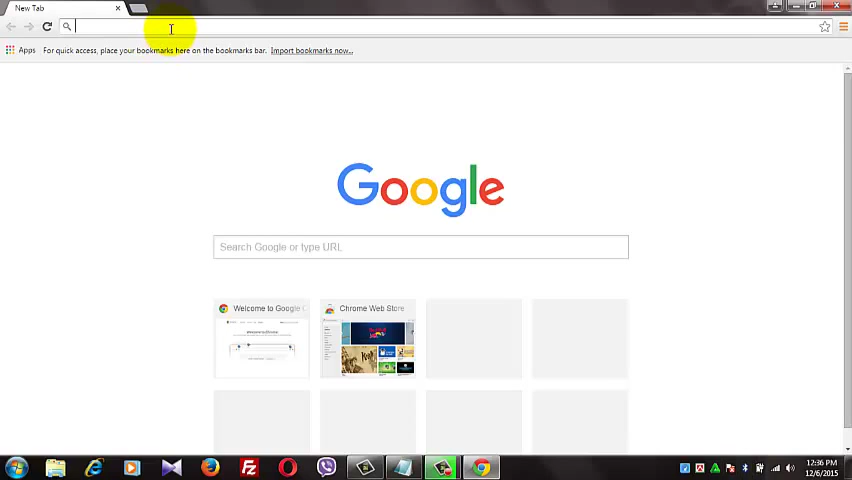 New Tab
Apps For quick access, place your bookmarks here on the bookmarks bar. Import bookmarks now...
Google
Search Google or type URL
Welcome to Google C
Chrome Web Store
12:36 PM
12/6/2015